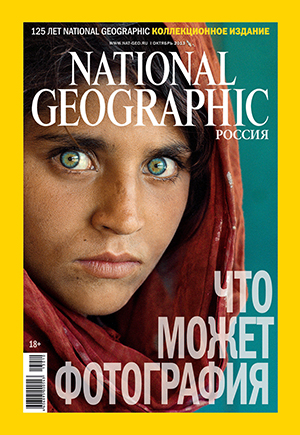 125 ЛЕТ NATIONAL GEOGRAPHIC КОЛЛЕКЦИОННОЕ ИЗДАНИЕ
WWW.NAT-GEO.RU | ОКТЯБРЬ 2013
NATIONAL
GEOGRAPHIC
РОССИЯ
ЧТО
МОЖЕТ
18+
ФОТОГРАФИЯ